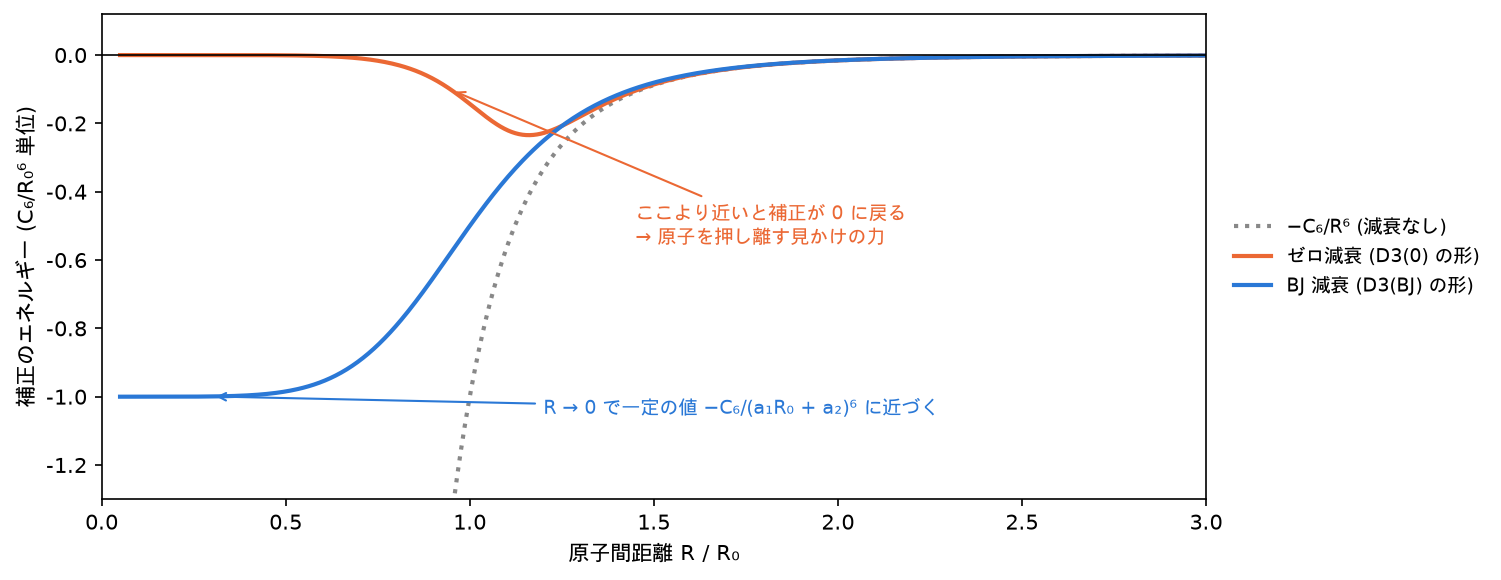 補正のエネルギー (C₆/R₀⁶ 単位)
0.0
-0.2
-0.4
-0.6
-0.8
-1.0
-1.2
ここより近いと補正が 0 に戻る
→ 原子を押し離す見かけの力
R → 0 で一定の値 −C₆/(a₁R₀ + a₂)⁶ に近づく
0.0 0.5 1.0 1.5 2.0 2.5 3.0
原子間距離 R / R₀
−C₆/R⁶ (減衰なし)
ゼロ減衰 (D3(0) の形)
BJ 減衰 (D3(BJ) の形)